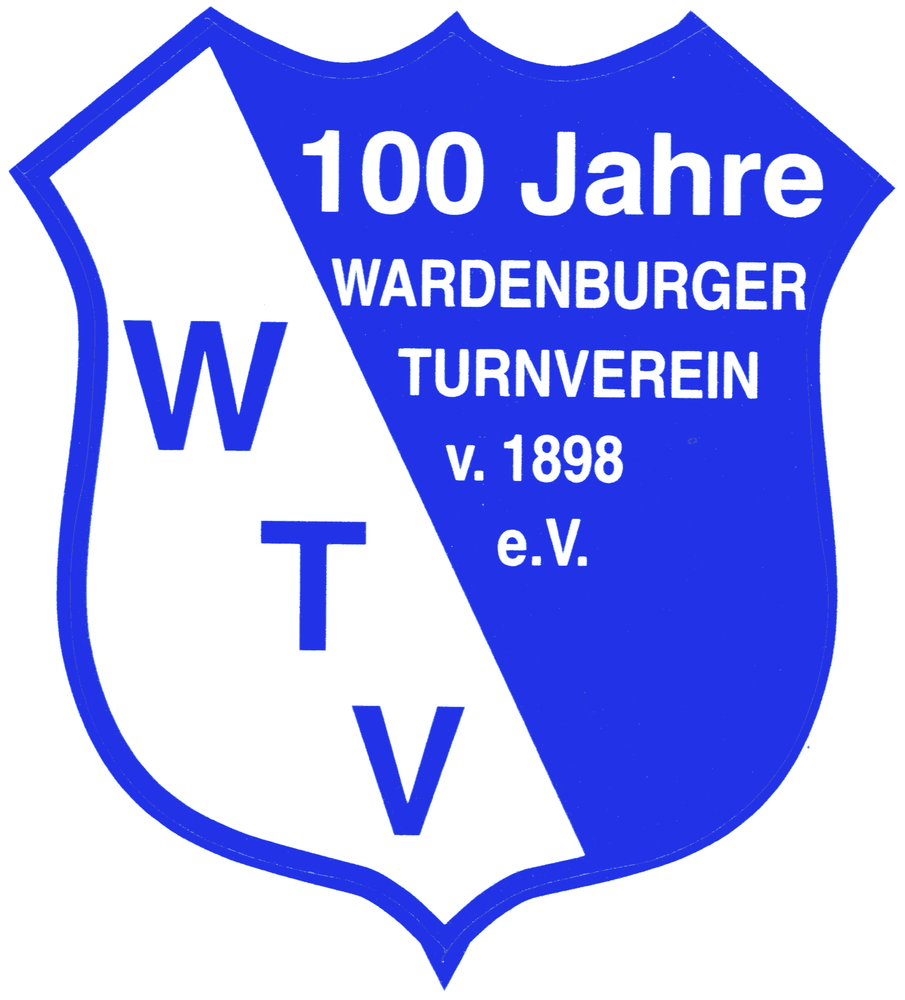 100 Jahre
WARDENBURGER
TURNVEREIN
v. 1898
e.V.
W
T
V